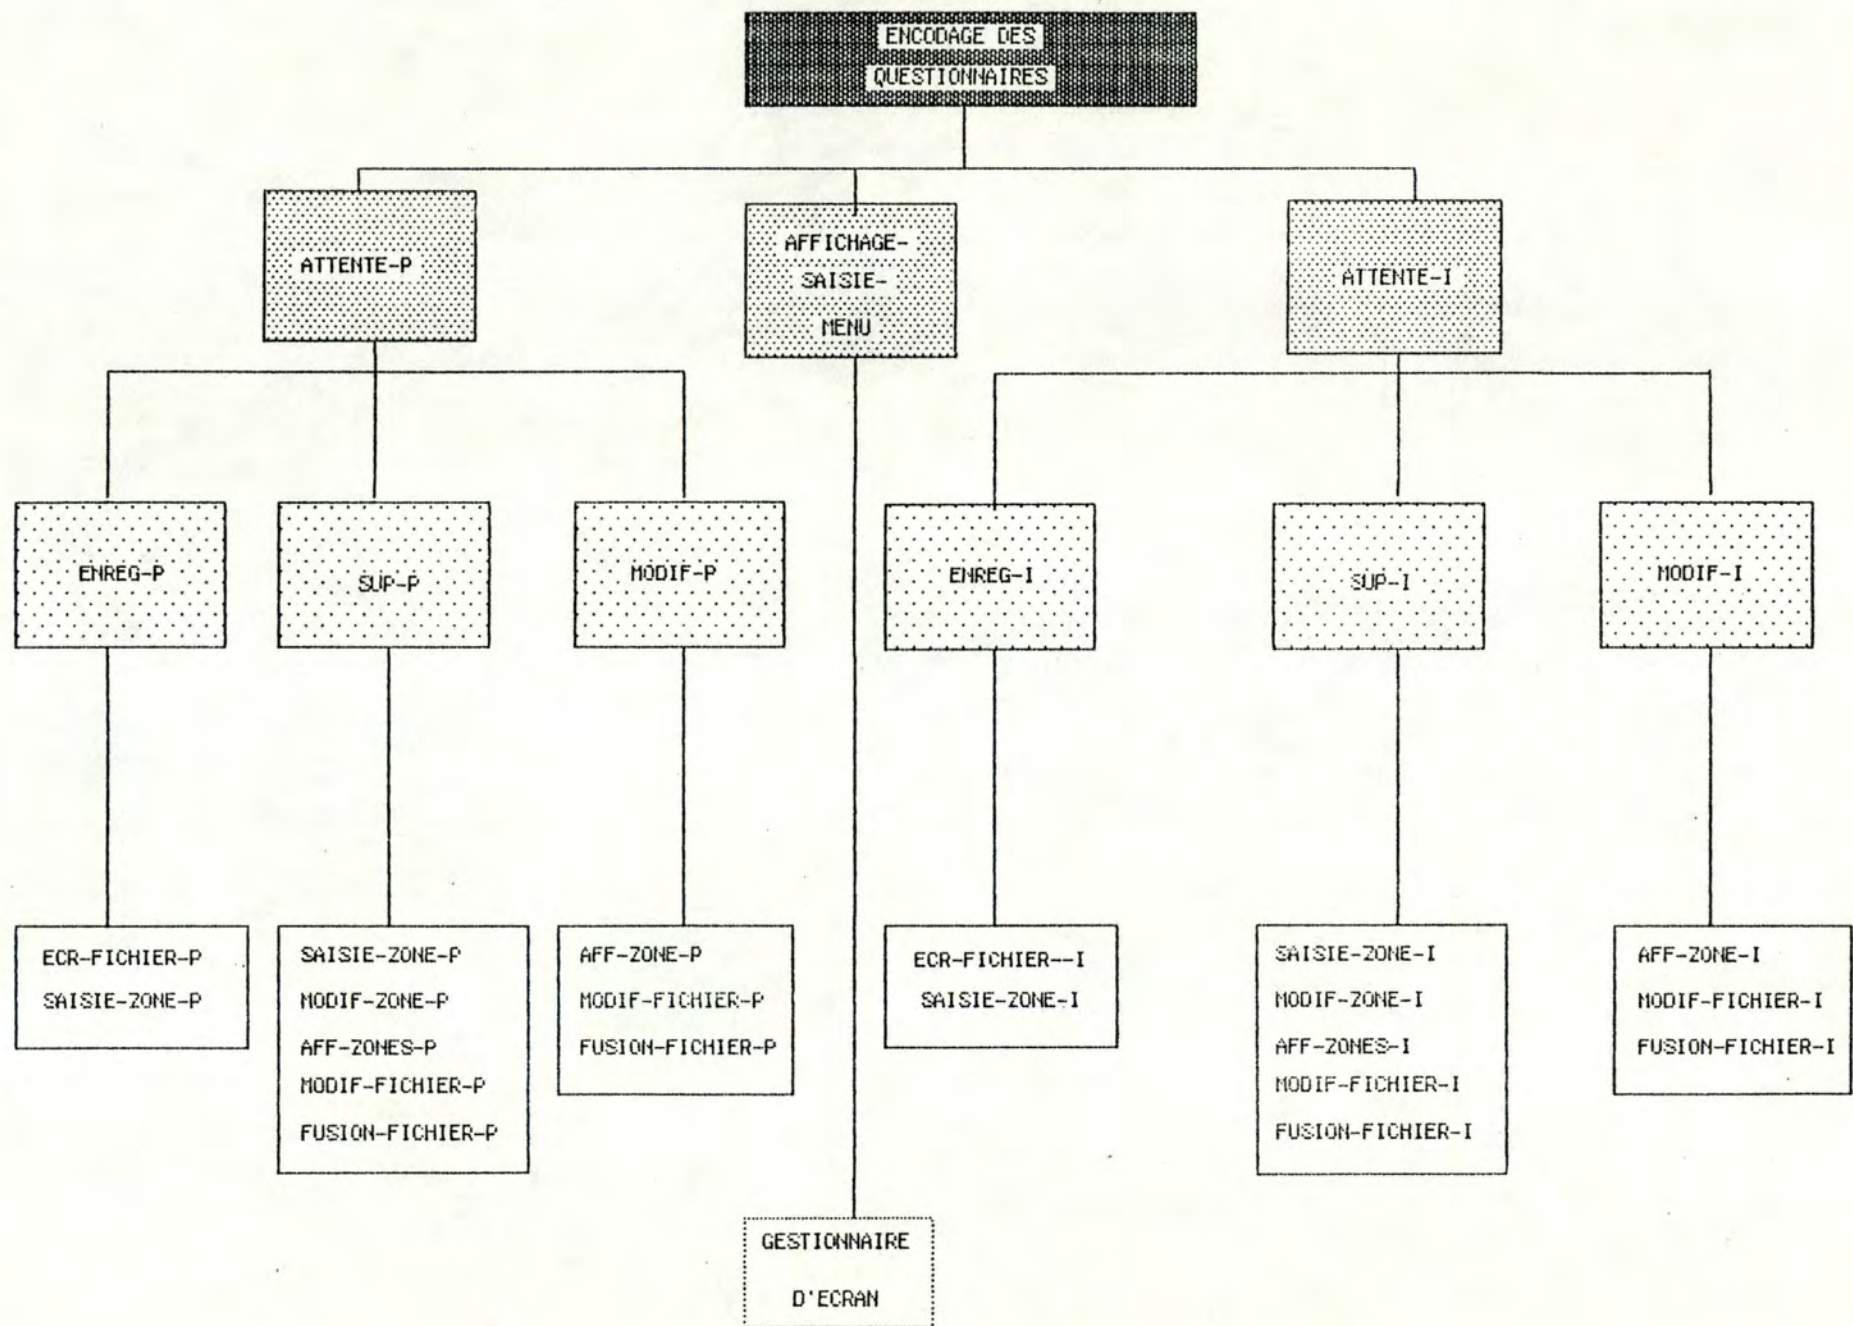 ENCODAGE DES
QUESTIONNAIRES
ATTENTE-P
AFFICHAGE-
SAISIE-
MENU
ATTENTE-I
ENREG-P
SUP-P
MODIF-P
ENREG-I
SUP-I
MODIF-I
ECR-FICHIER-P
SAISIE-ZONE-P
SAISIE-ZONE-P
MODIF-ZONE-P
AFF-ZONES-P
MODIF-FICHIER-P
FUSION-FICHIER-P
AFF-ZONE-P
MODIF-FICHIER-P
FUSION-FICHIER-P
ECR-FICHIER--I
SAISIE-ZONE-I
SAISIE-ZONE-I
MODIF-ZONE-I
AFF-ZONES-I
MODIF-FICHIER-I
FUSION-FICHIER-I
AFF-ZONE-I
MODIF-FICHIER-I
FUSION-FICHIER-I
GESTIONNAIRE
D'ECRAN